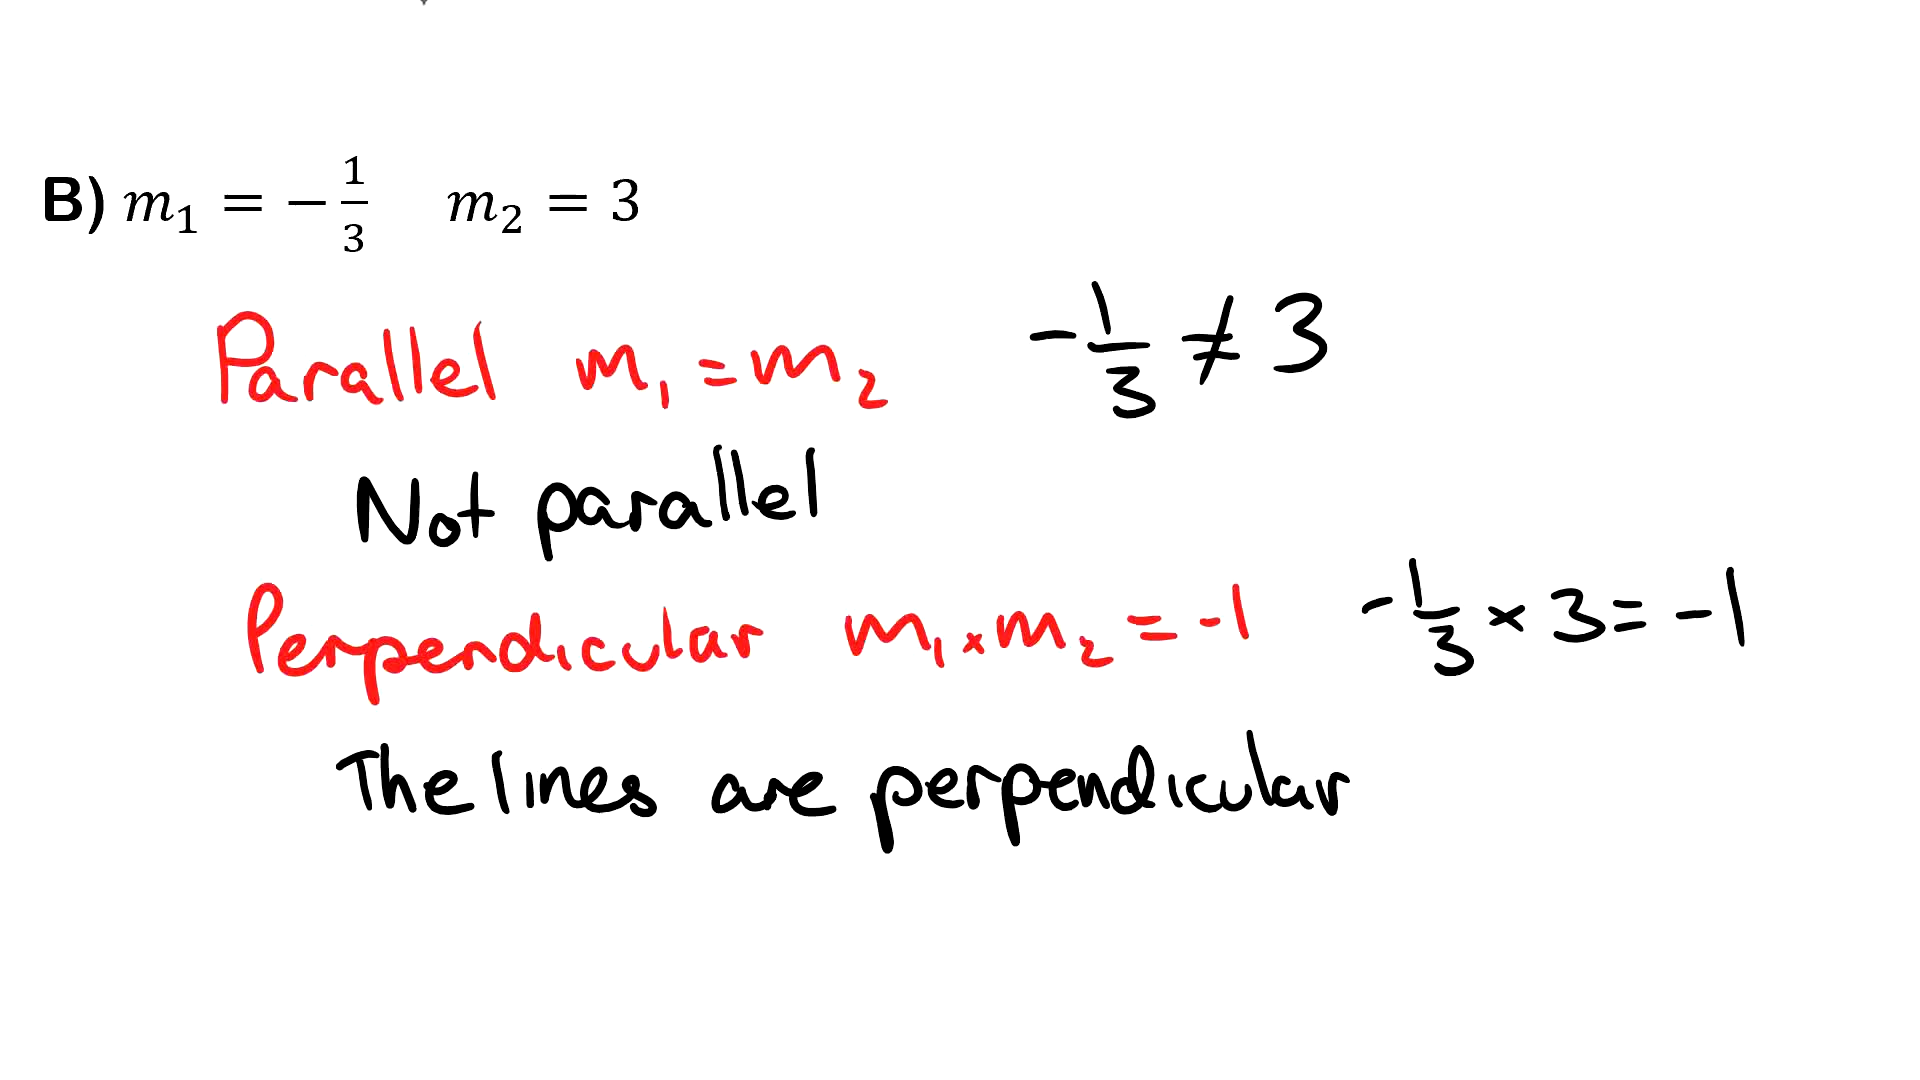 B) m₁ = −1/3 m₂ = 3
Parallel m₁ = m₂ -1/3 ≠ 3
Not parallel
Perpendicular m₁ × m₂ = -1 -1/3 × 3 = -1
The lines are perpendicular